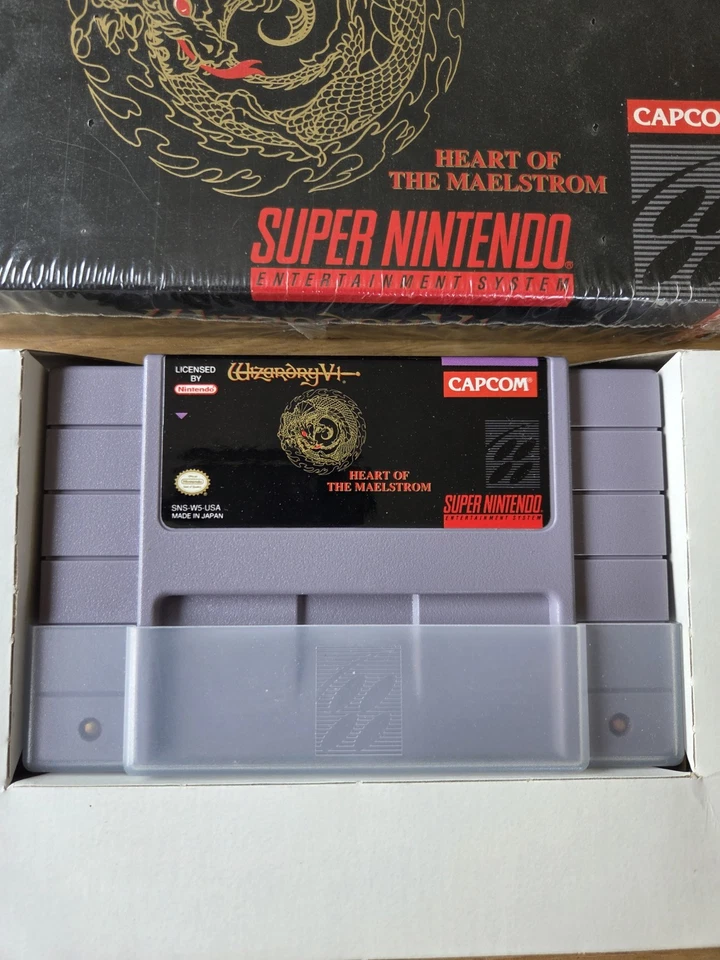 CAPCO
HEART OF
THE MAELSTROM
SUPER NINTENDO
ENTERTAINMENT SYSTEM
LICENSED
BY
Nintendo
Wizardry VI
CAPCOM
HEART OF
THE MAELSTROM
SNS-W5-USA
MADE IN JAPAN
SUPER NINTENDO
ENTERTAINMENT SYSTEM